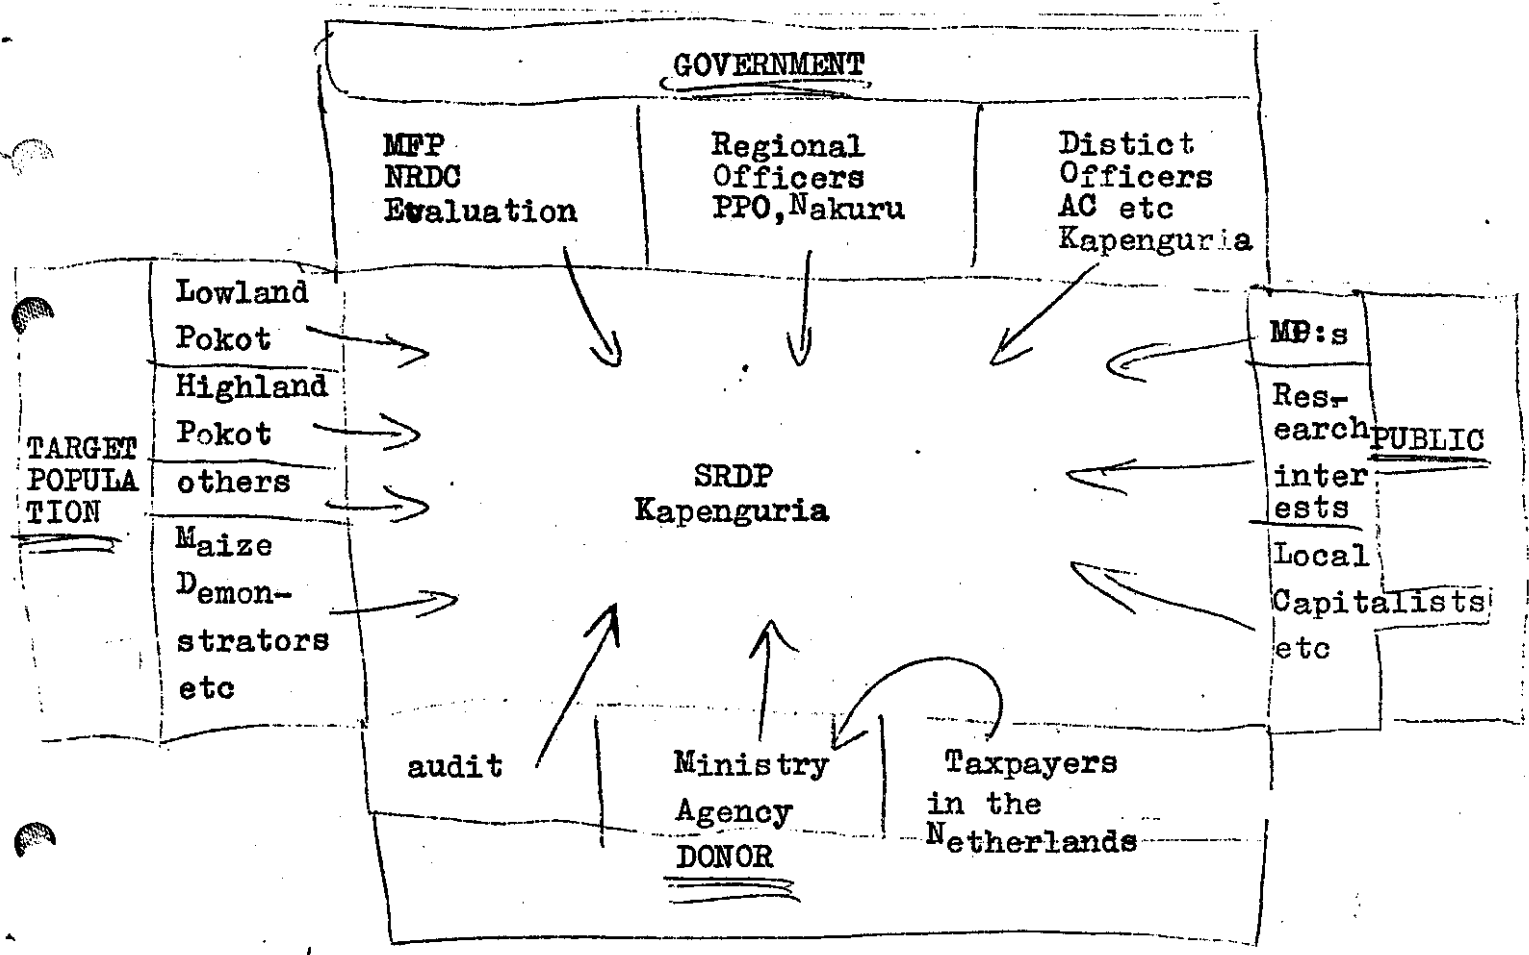 GOVERNMENT
MFP
NRDC
Evaluation
Regional
Officers
PPO, Nakuru
Distict
Officers
AC etc
Kapenguria
TARGET
POPULA
TION
Lowland
Pokot
Highland
Pokot
others
Maize
Demon-
strators
etc
SRDP
Kapenguria
MP:s
Res-
earch
inter
ests
Local
Capitalists
etc
PUBLIC
audit
Ministry
Agency
DONOR
Taxpayers
in the
Netherlands